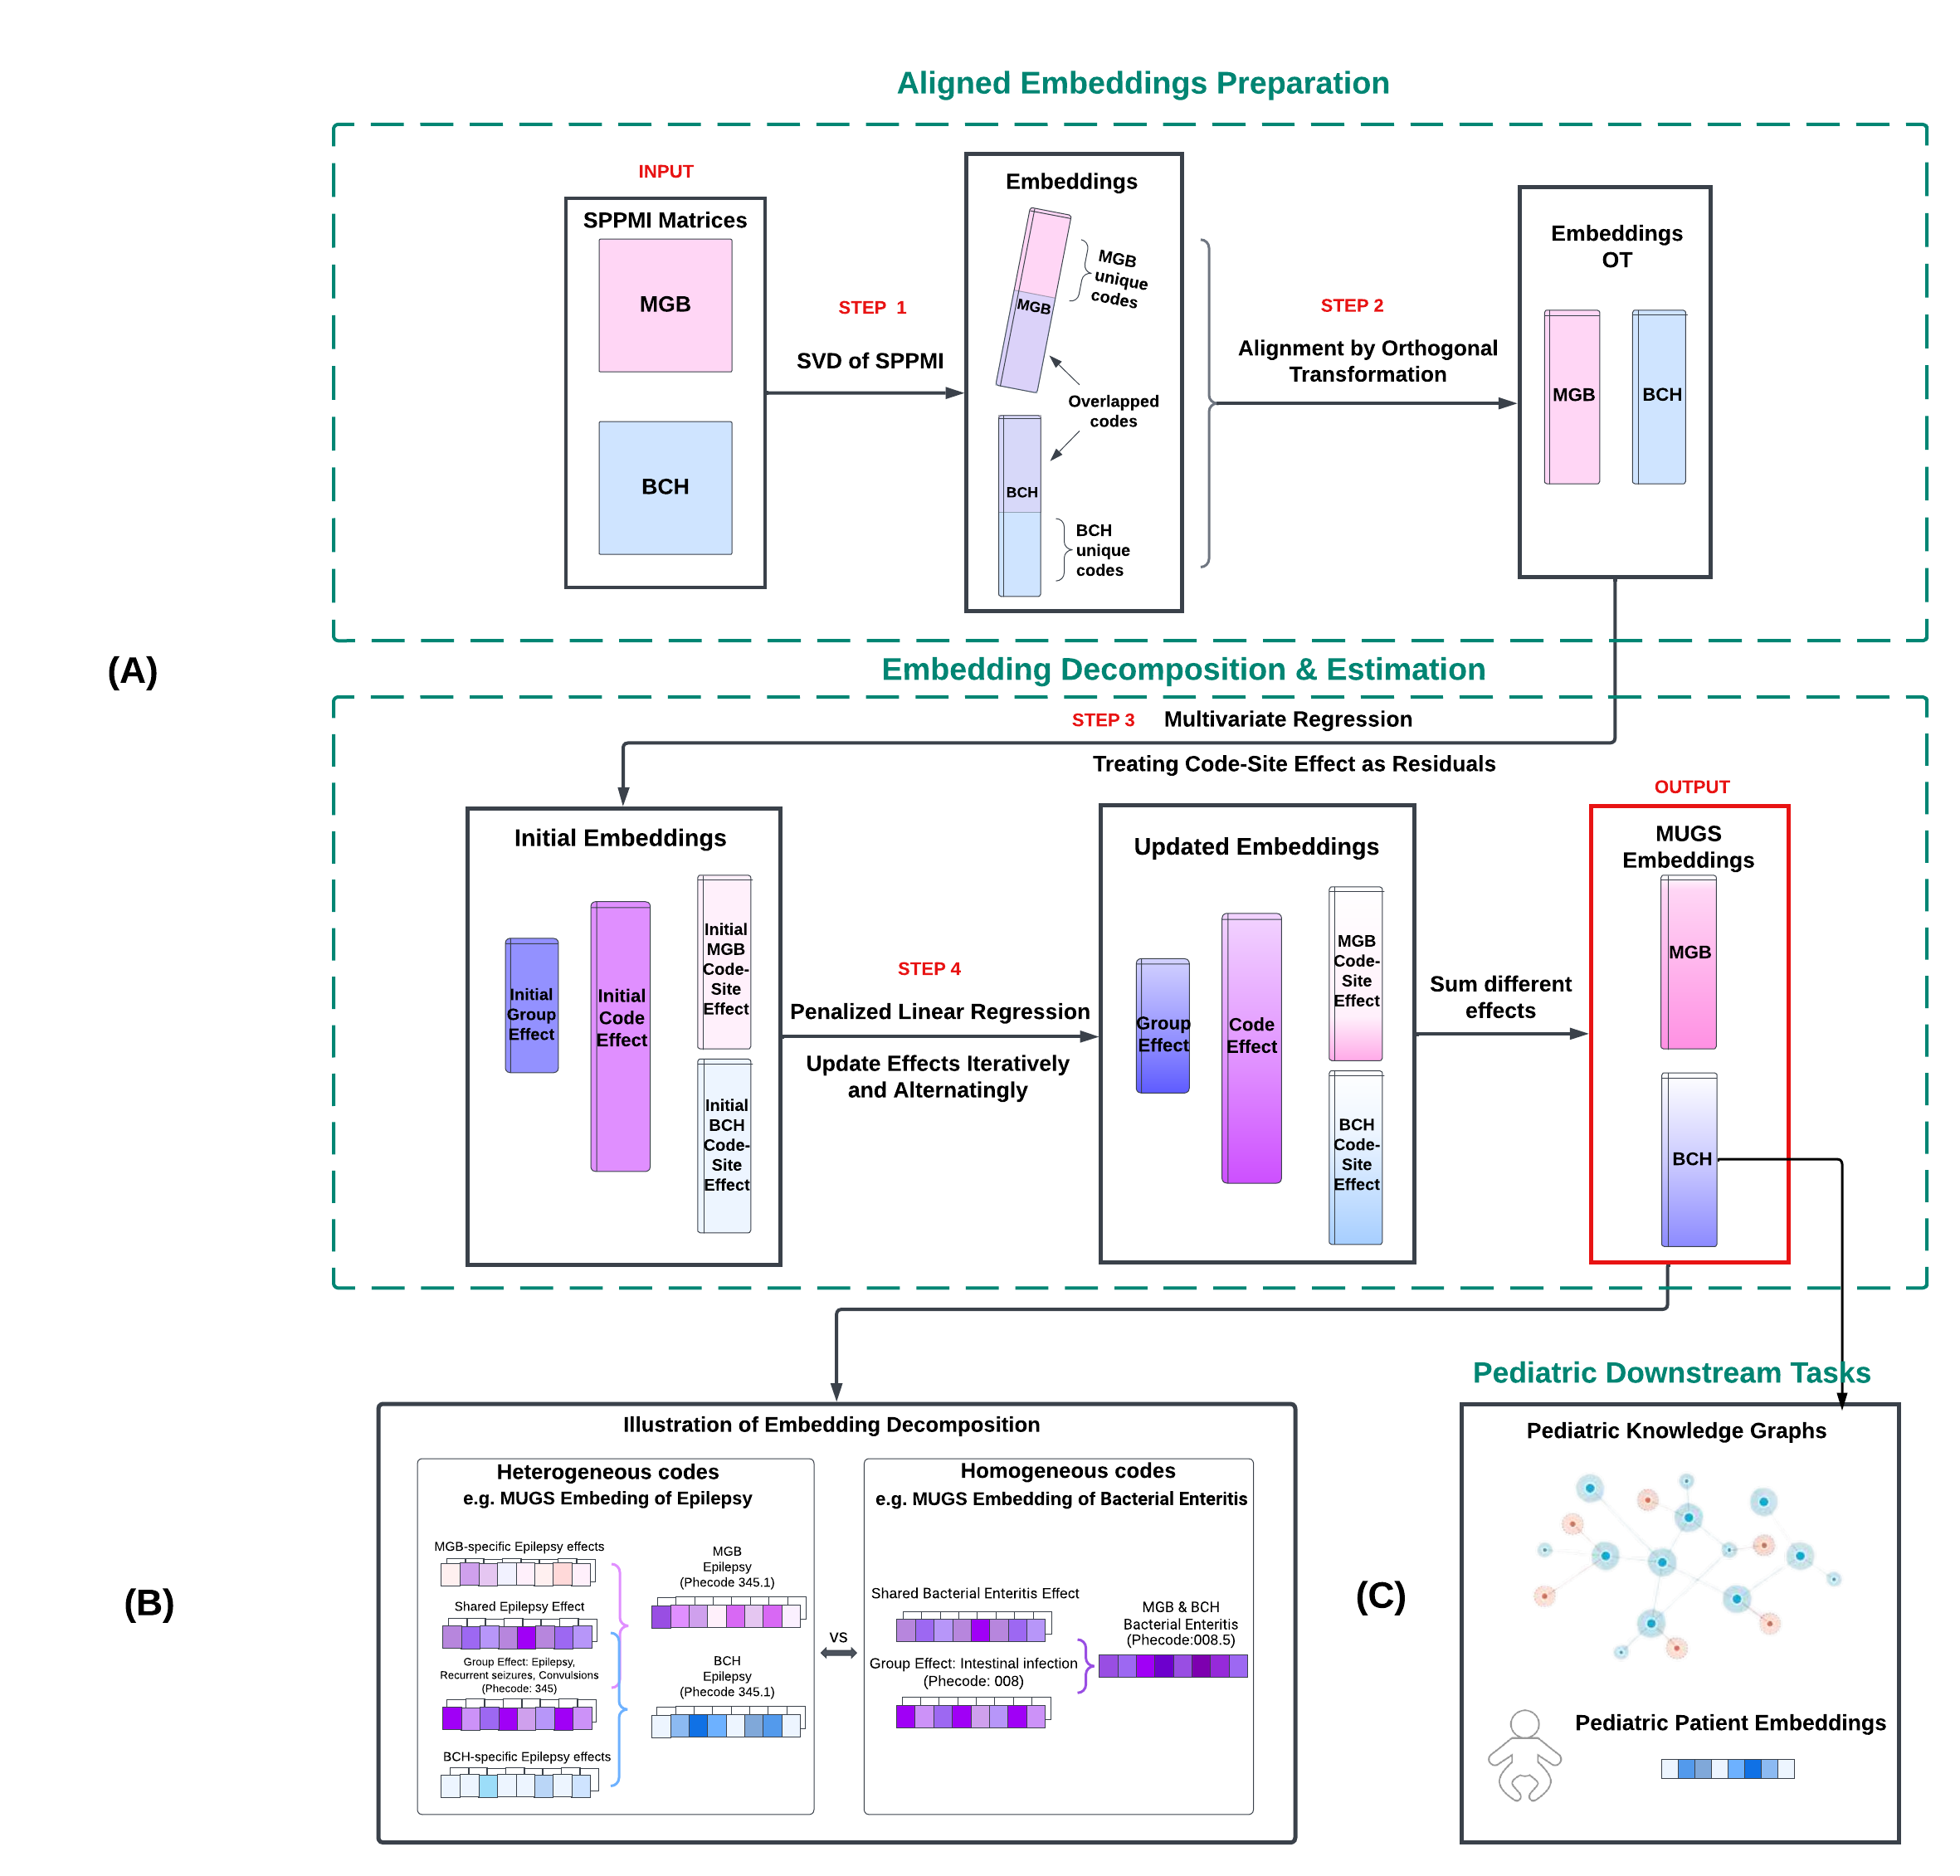 Aligned Embeddings Preparation
INPUT
SPPMI Matrices
MGB
BCH
STEP 1
SVD of SPPMI
Embeddings
MGB
unique
codes
MGB
Overlapped
codes
BCH
BCH
unique
codes
STEP 2
Alignment by Orthogonal
Transformation
Embeddings
OT
MGB
BCH
(A)
Embedding Decomposition & Estimation
STEP 3
Multivariate Regression
Treating Code-Site Effect as Residuals
Initial Embeddings
Initial
Group
Effect
Initial
Code
Effect
Initial
MGB
Code-
Site
Effect
Initial
BCH
Code-
Site
Effect
STEP 4
Penalized Linear Regression
Update Effects Iteratively
and Alternatingly
Updated Embeddings
Group
Effect
Code
Effect
MGB
Code-
Site
Effect
BCH
Code-
Site
Effect
Sum different
effects
OUTPUT
MUGS
Embeddings
MGB
BCH
(B)
Illustration of Embedding Decomposition
Heterogeneous codes
e.g. MUGS Embeding of Epilepsy
MGB-specific Epilepsy effects
Shared Epilepsy Effect
Group Effect: Epilepsy,
Recurrent seizures, Convulsions
(Phecode: 345)
BCH-specific Epilepsy effects
MGB
Epilepsy
(Phecode 345.1)
BCH
Epilepsy
(Phecode 345.1)
VS
Homogeneous codes
e.g. MUGS Embedding of Bacterial Enteritis
Shared Bacterial Enteritis Effect
Group Effect: Intestinal infection
(Phecode: 008)
MGB & BCH
Bacterial Enteritis
(Phecode:008.5)
(C)
Pediatric Downstream Tasks
Pediatric Knowledge Graphs
Pediatric Patient Embeddings